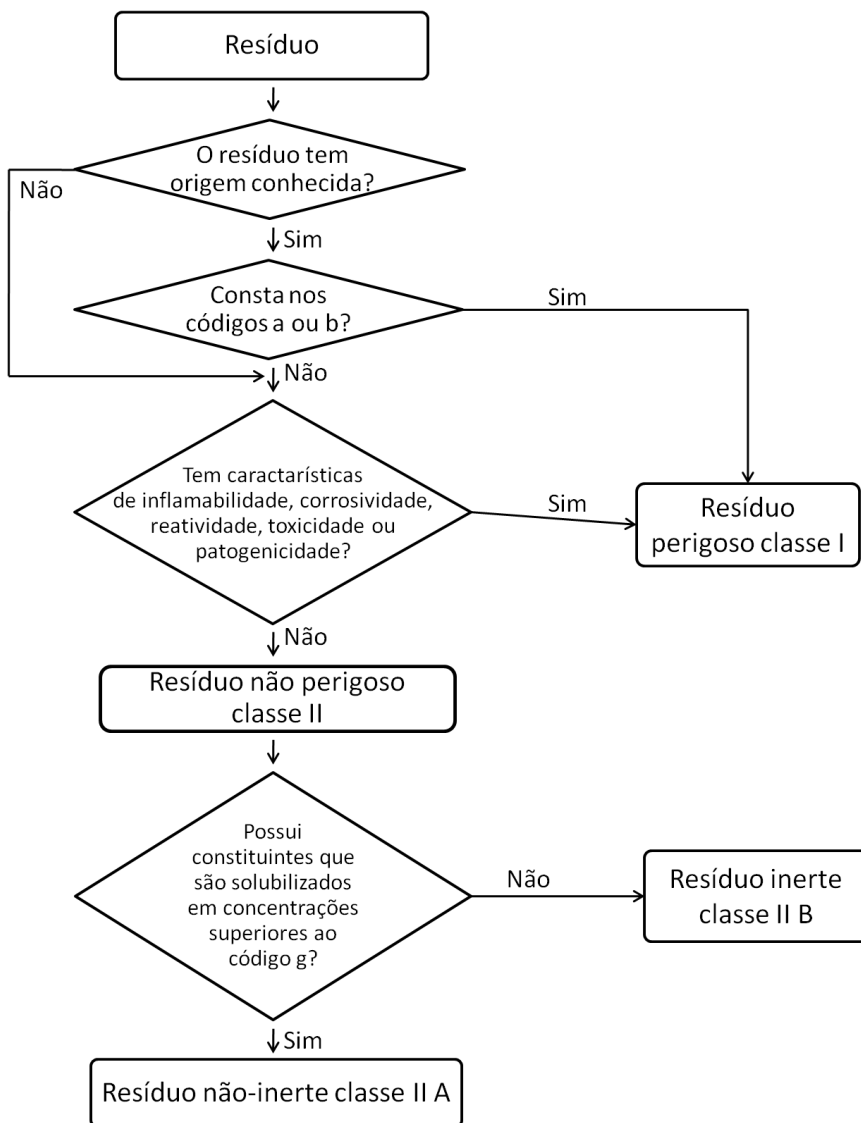 Resíduo
O resíduo tem
origem conhecida?
Não
Sim
Consta nos
códigos a ou b?
Sim
Não
Tem caractarísticas
de inflamabilidade, corrosividade,
reatividade, toxicidade ou
patogenicidade?
Sim
Resíduo
perigoso classe I
Não
Resíduo não perigoso
classe II
Possui
constituintes que
são solubilizados
em concentrações
superiores ao
código g?
Não
Resíduo inerte
classe II B
Sim
Resíduo não-inerte classe II A